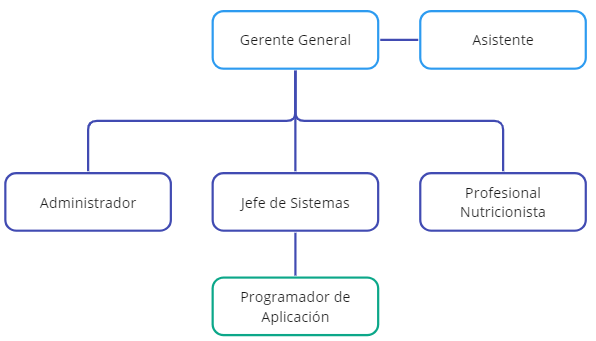 Gerente General
Asistente
Administrador
Jefe de Sistemas
Profesional
Nutricionista
Programador de
Aplicación